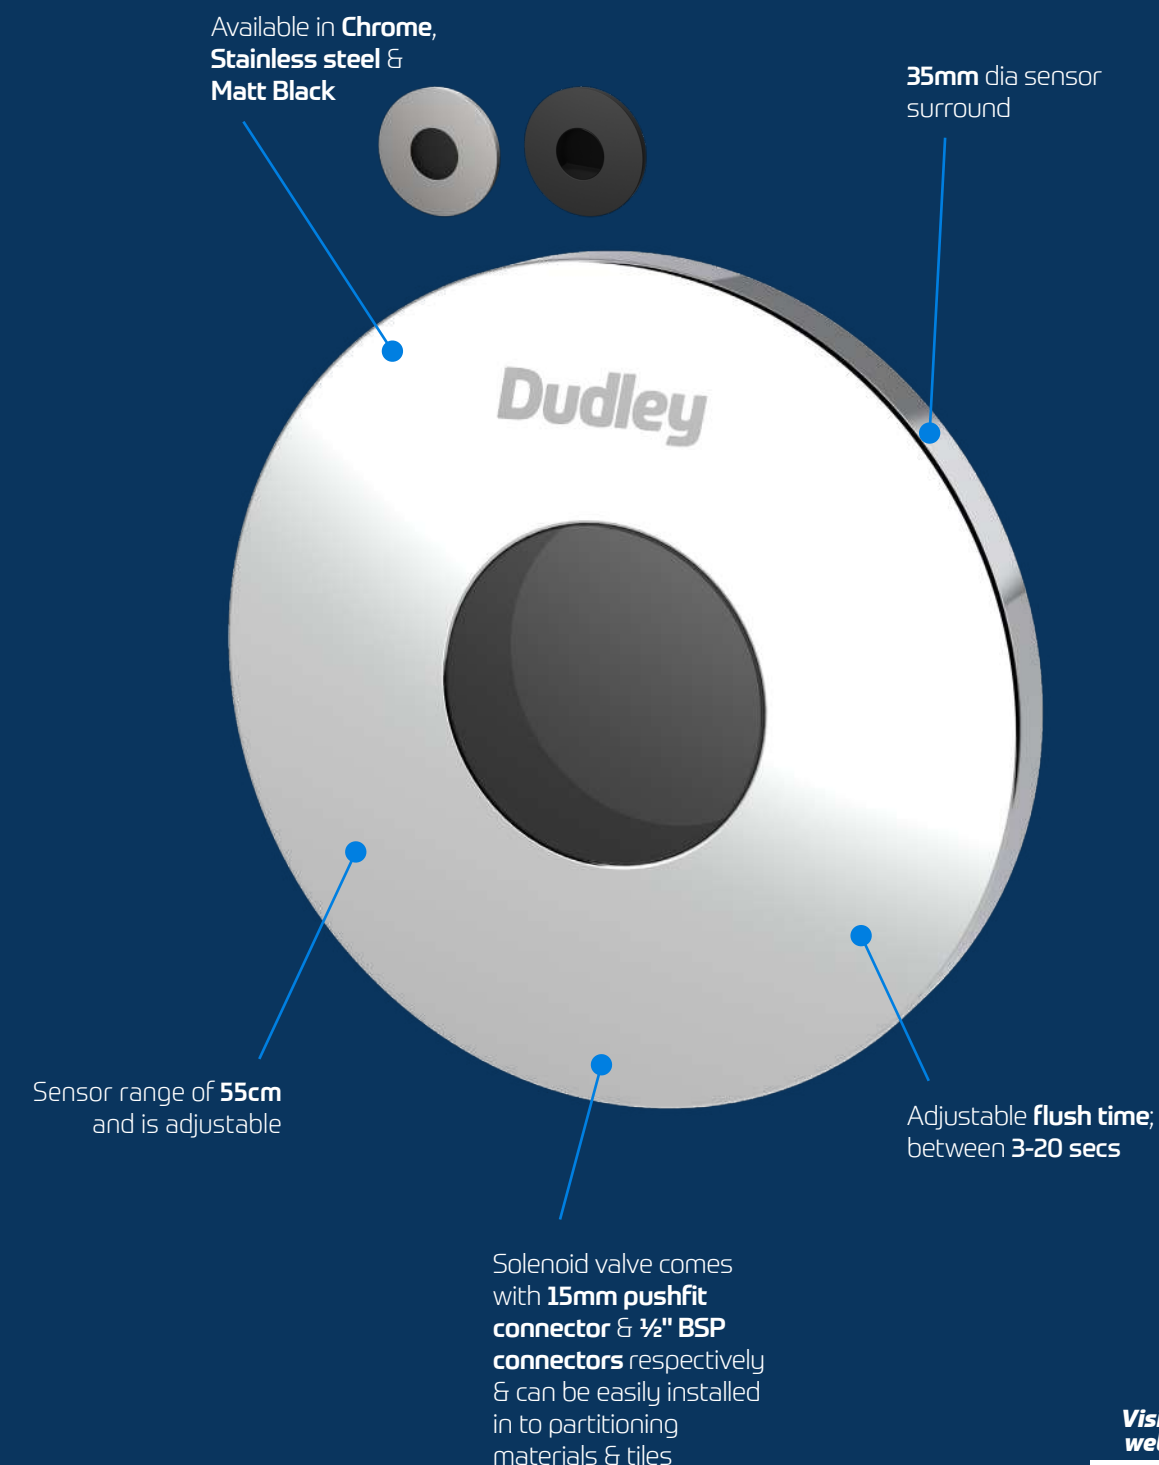 Available in Chrome,
Stainless steel &
Matt Black
35mm dia sensor
surround
Dudley
Sensor range of 55cm
and is adjustable
Adjustable flush time;
between 3-20 secs
Solenoid valve comes
with 15mm pushfit
connector & ½" BSP
connectors respectively
& can be easily installed
in to partitioning
materials & tiles